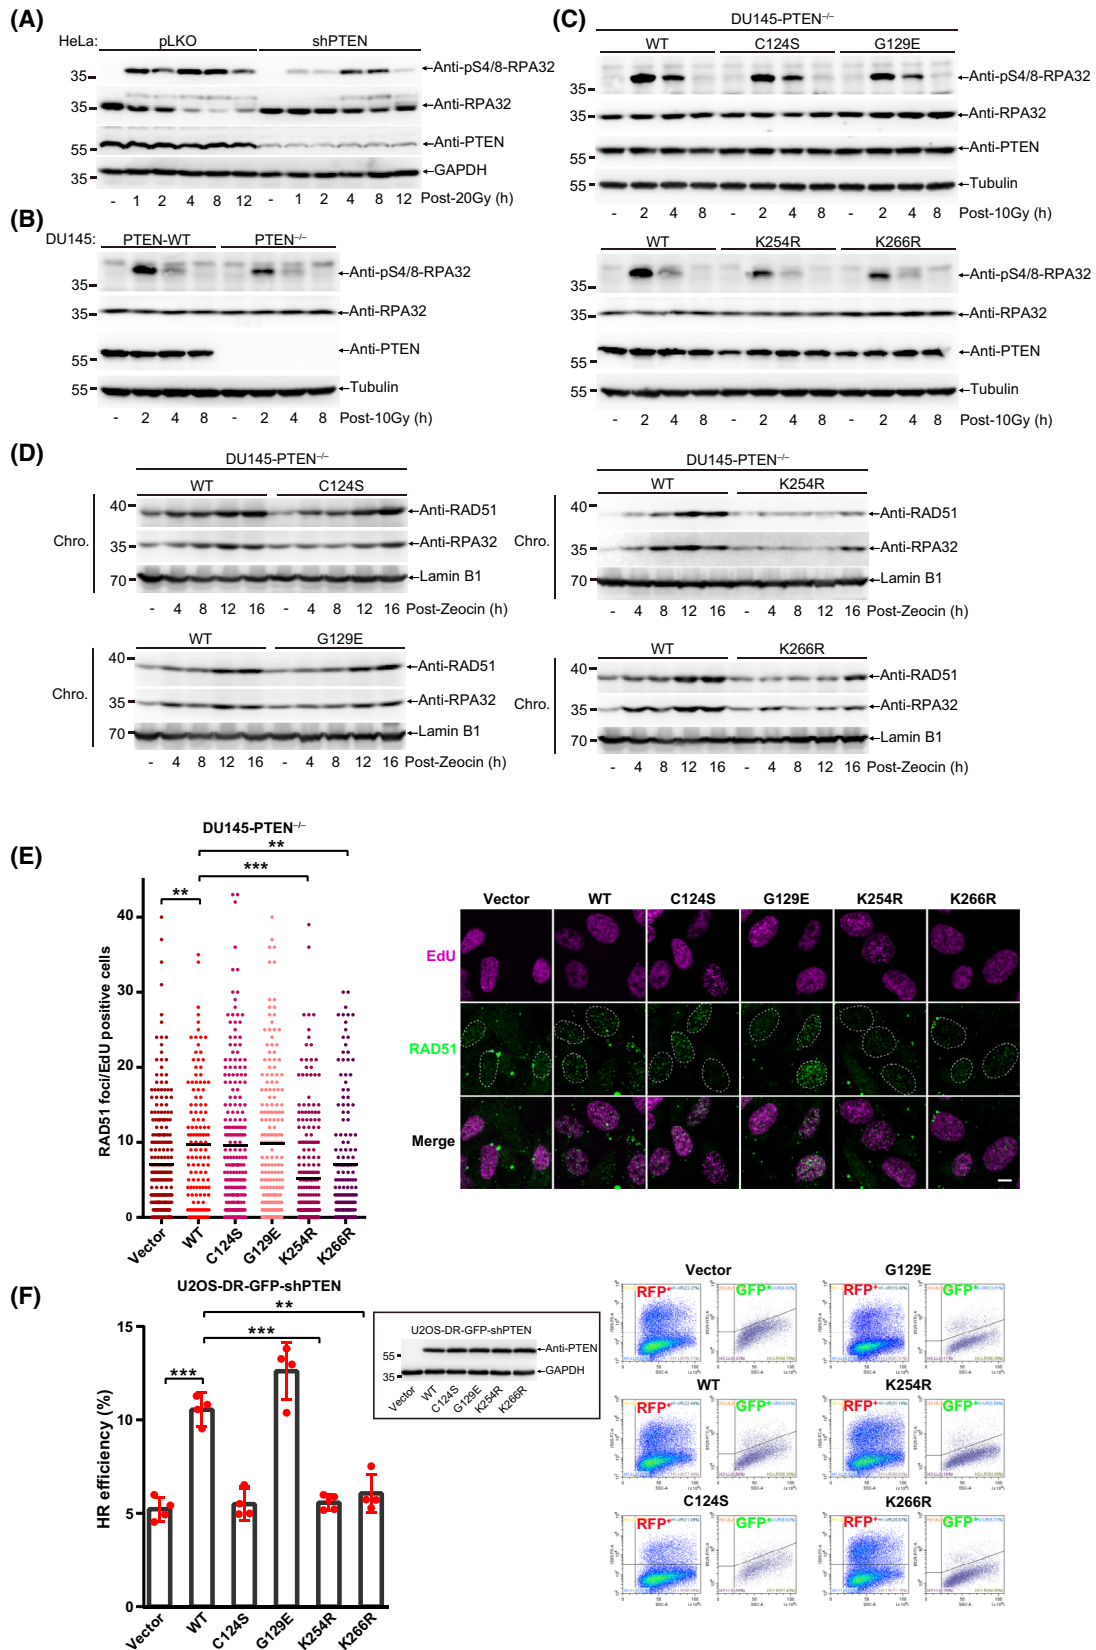 (A)
HeLa: pLKO shPTEN
35 Anti-pS4/8-RPA32
35 Anti-RPA32
55 Anti-PTEN
35 GAPDH
- 1 2 4 8 12 - 1 2 4 8 12 Post-20Gy (h)
(B)
DU145: PTEN-WT PTEN–/–
35 Anti-pS4/8-RPA32
35 Anti-RPA32
55 Anti-PTEN
55 Tubulin
- 2 4 8 - 2 4 8 Post-10Gy (h)
(C)
DU145-PTEN–/–
WT C124S G129E
35 Anti-pS4/8-RPA32
35 Anti-RPA32
55 Anti-PTEN
55 Tubulin
- 2 4 8 - 2 4 8 - 2 4 8 Post-10Gy (h)
WT K254R K266R
35 Anti-pS4/8-RPA32
35 Anti-RPA32
55 Anti-PTEN
55 Tubulin
- 2 4 8 - 2 4 8 - 2 4 8 Post-10Gy (h)
(D)
DU145-PTEN–/–
WT C124S
Chro.
40 Anti-RAD51
35 Anti-RPA32
70 Lamin B1
- 4 8 12 16 - 4 8 12 16 Post-Zeocin (h)
WT G129E
Chro.
40 Anti-RAD51
35 Anti-RPA32
70 Lamin B1
- 4 8 12 16 - 4 8 12 16 Post-Zeocin (h)
DU145-PTEN–/–
WT K254R
Chro.
40 Anti-RAD51
35 Anti-RPA32
70 Lamin B1
- 4 8 12 16 - 4 8 12 16 Post-Zeocin (h)
WT K266R
Chro.
40 Anti-RAD51
35 Anti-RPA32
70 Lamin B1
- 4 8 12 16 - 4 8 12 16 Post-Zeocin (h)
(E)
DU145-PTEN–/–
**
***
**
RAD51 foci/EdU positive cells
40
30
20
10
0
Vector WT C124S G129E K254R K266R
Vector WT C124S G129E K254R K266R
EdU
RAD51
Merge
(F)
U2OS-DR-GFP-shPTEN
**
***
***
HR efficiency (%)
15
10
5
0
Vector WT C124S G129E K254R K266R
U2OS-DR-GFP-shPTEN
55 Anti-PTEN
35 GAPDH
Vector WT C124S G129E K254R K266R
Vector G129E
RFP+ GFP+ RFP+ GFP+
SSC-A SSC-A SSC-A SSC-A
WT K254R
RFP+ GFP+ RFP+ GFP+
SSC-A SSC-A SSC-A SSC-A
C124S K266R
RFP+ GFP+ RFP+ GFP+
SSC-A SSC-A SSC-A SSC-A